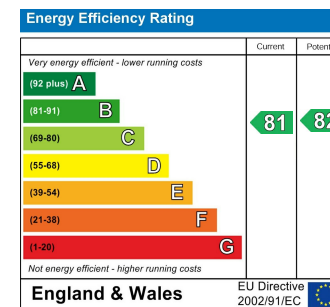 Energy Efficiency Rating
Current
Very energy efficient - lower running costs
(92 plus) A
(81-91) B
(69-80) C
(55-68) D
(39-54) E
(21-38) F
(1-20) G
81
82
Not energy efficient - higher running costs
England & Wales
EU Directive
2002/91/EC